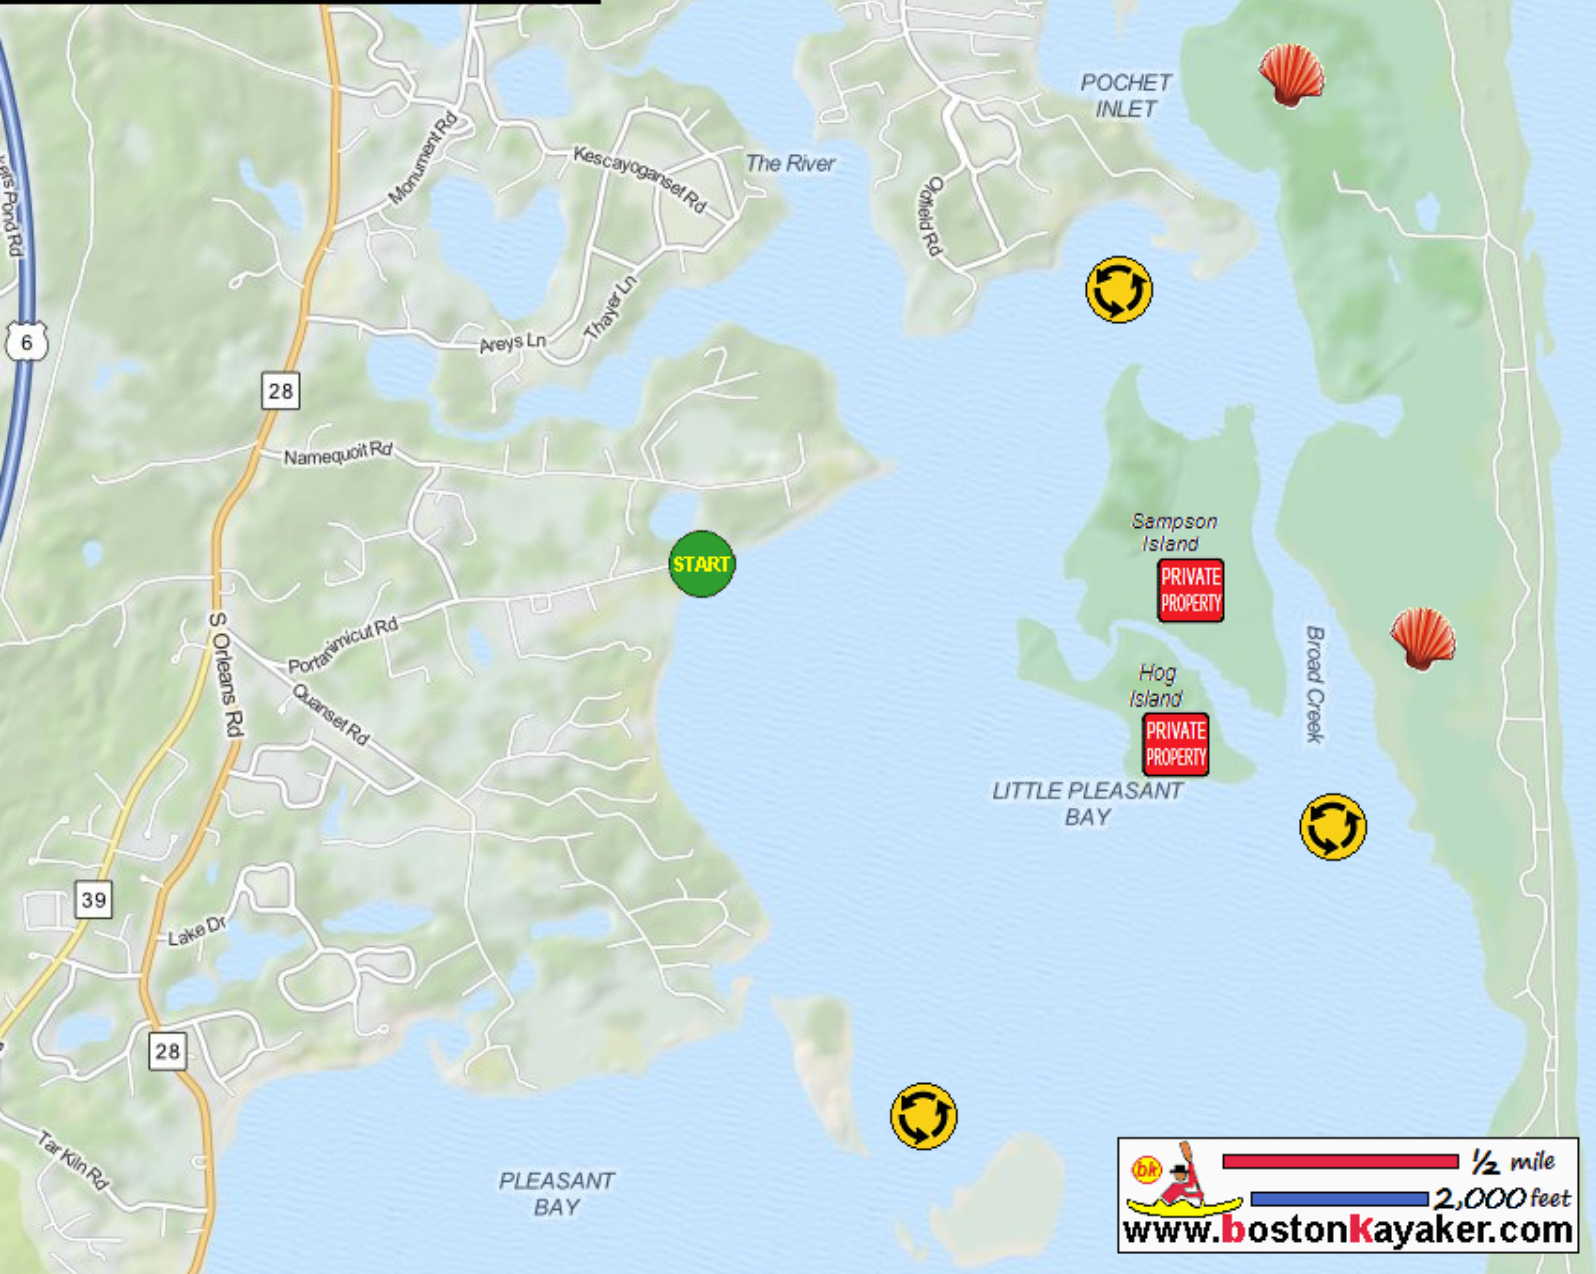 POCHET
INLET
Monument Rd
Kescayoganset Rd
The River
Oldfield Rd
6
Thayer Ln
Areys Ln
28
Namequoit Rd
START
Sampson
Island
PRIVATE
PROPERTY
S Orleans Rd
Portanimicut Rd
Quanset Rd
Hog
Island
PRIVATE
PROPERTY
Broad Creek
LITTLE PLEASANT
BAY
39
Lake Dr
28
Tar Kiln Rd
PLEASANT
BAY
bk
½ mile
2,000 feet
www.bostonkayaker.com